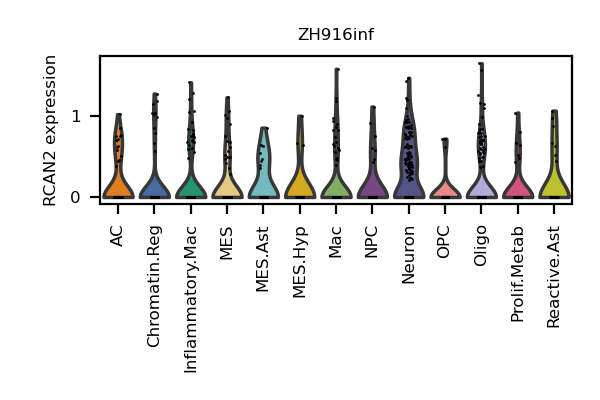 ZH916inf
RCAN2 expression
1
0
AC
Chromatin.Reg
Inflammatory.Mac
MES
MES.Ast
MES.Hyp
Mac
NPC
Neuron
OPC
Oligo
Prolif.Metab
Reactive.Ast